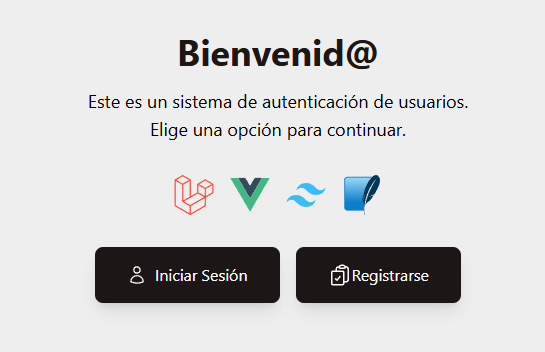 Bienvenid@
Este es un sistema de autenticación de usuarios.
Elige una opción para continuar.
Iniciar Sesión
Registrarse